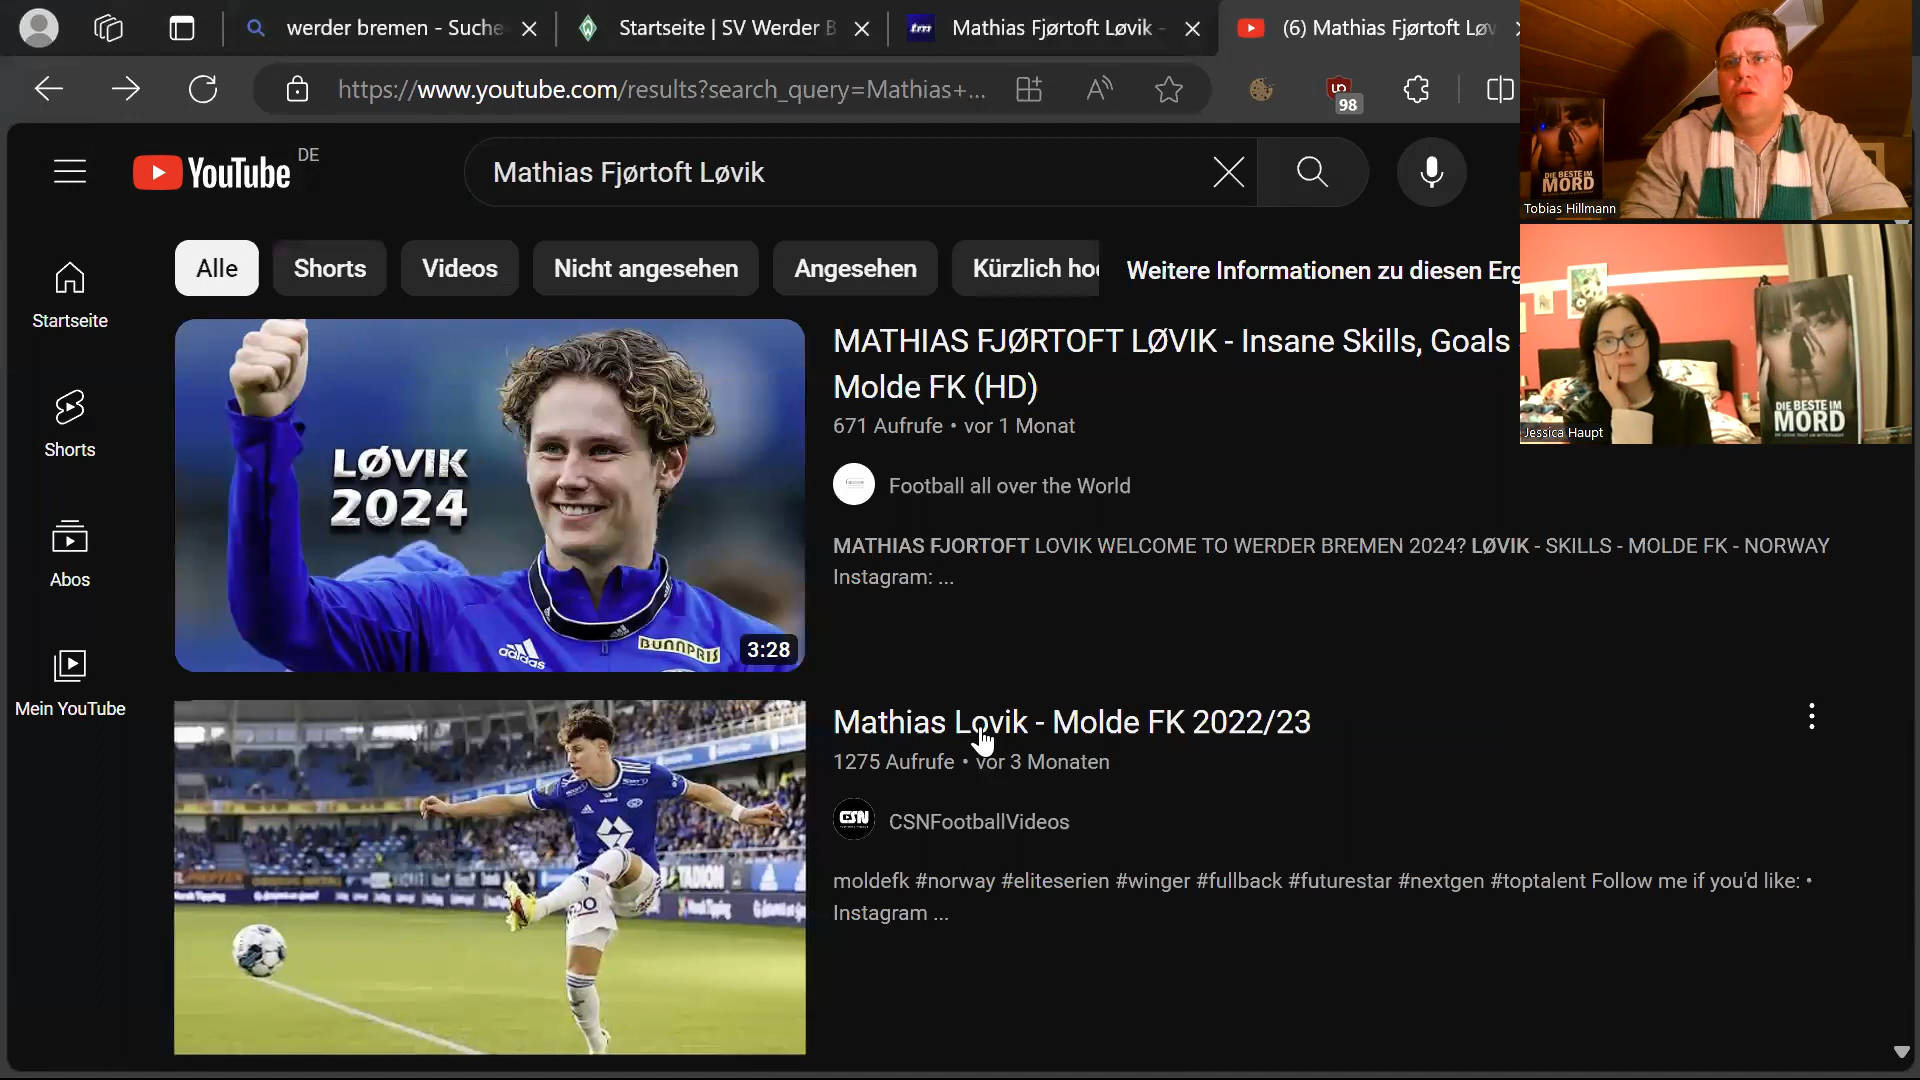 werder bremen - Suche
Startseite | SV Werder B
tm
Mathias Fjørtoft Løvik -
(6) Mathias Fjørtoft Løv
https://www.youtube.com/results?search_query=Mathias+...
98
YouTube
DE
Mathias Fjørtoft Løvik
Alle
Shorts
Videos
Nicht angesehen
Angesehen
Kürzlich ho
Weitere Informationen zu diesen Erg
Startseite
Shorts
Abos
Mein YouTube
LØVIK
2024
adidas
BUNNPRIS
3:28
MATHIAS FJØRTOFT LØVIK - Insane Skills, Goals
Molde FK (HD)
671 Aufrufe • vor 1 Monat
Football all over the World
MATHIAS FJORTOFT LOVIK WELCOME TO WERDER BREMEN 2024? LØVIK - SKILLS - MOLDE FK - NORWAY
Instagram: ...
Mathias Lovik - Molde FK 2022/23
1275 Aufrufe • vor 3 Monaten
CSN
CSNFootballVideos
moldefk #norway #eliteserien #winger #fullback #futurestar #nextgen #toptalent Follow me if you'd like: •
Instagram ...
DIE BESTE IM
MORD
Tobias Hillmann
DIE BESTE IM
MORD
Jessica Haupt